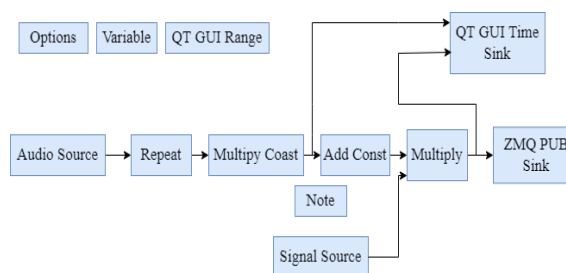 Options
Variable
QT GUI Range
QT GUI Time
Sink
Audio Source
Repeat
Multipy Coast
Add Const
Multiply
ZMQ PUB
Sink
Note
Signal Source